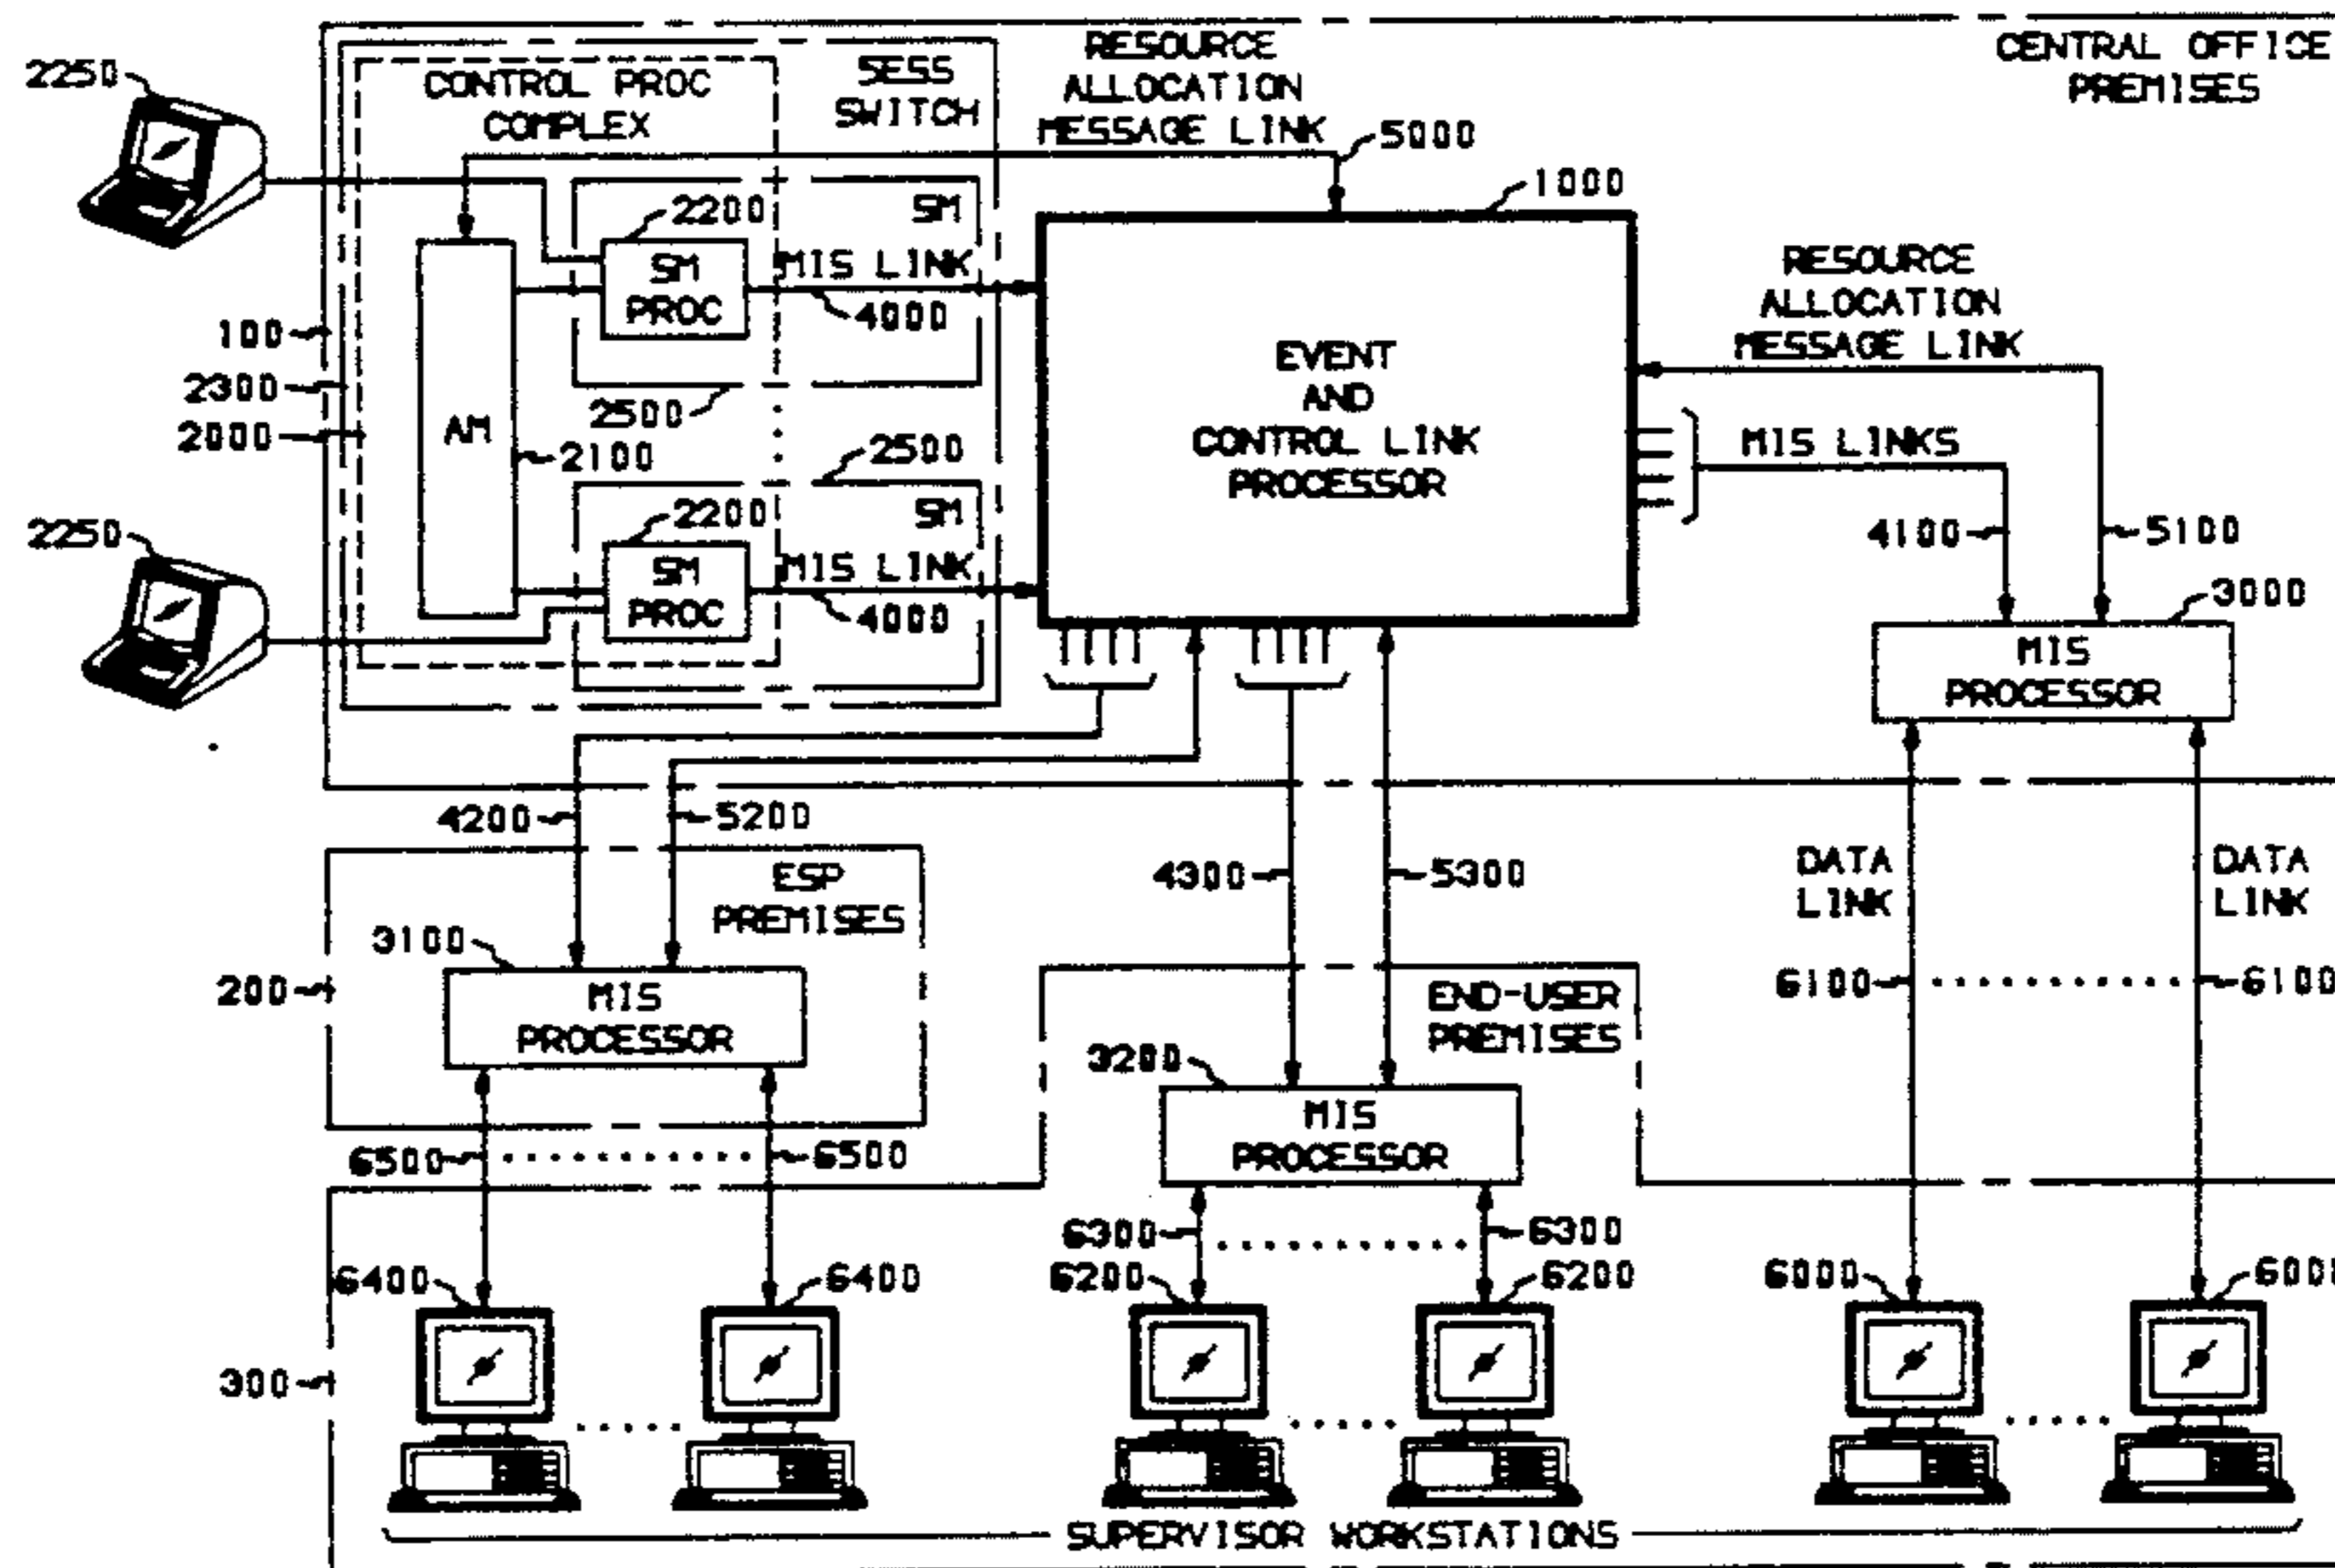 RESOURCE
ALLOCATION
MESSAGE LINK
CENTRAL OFFICE
PREMISES
2250
CONTROL PROC
COMPLEX
5ESS
SWITCH
5000
1000
2200
SM
SM
PROC
MIS LINK
4000
100
2300
2000
2500
AM
2100
2500
2200
SM
SM
PROC
MIS LINK
4000
2250
EVENT
AND
CONTROL LINK
PROCESSOR
RESOURCE
ALLOCATION
MESSAGE LINK
MIS LINKS
4100
5100
3000
MIS
PROCESSOR
4200
5200
4300
5300
DATA
LINK
DATA
LINK
ESP
PREMISES
3100
200
MIS
PROCESSOR
END-USER
PREMISES
6100
6100
3200
MIS
PROCESSOR
6500
6500
6300
6300
6400
6400
6200
6200
6000
300
SUPERVISOR WORKSTATIONS